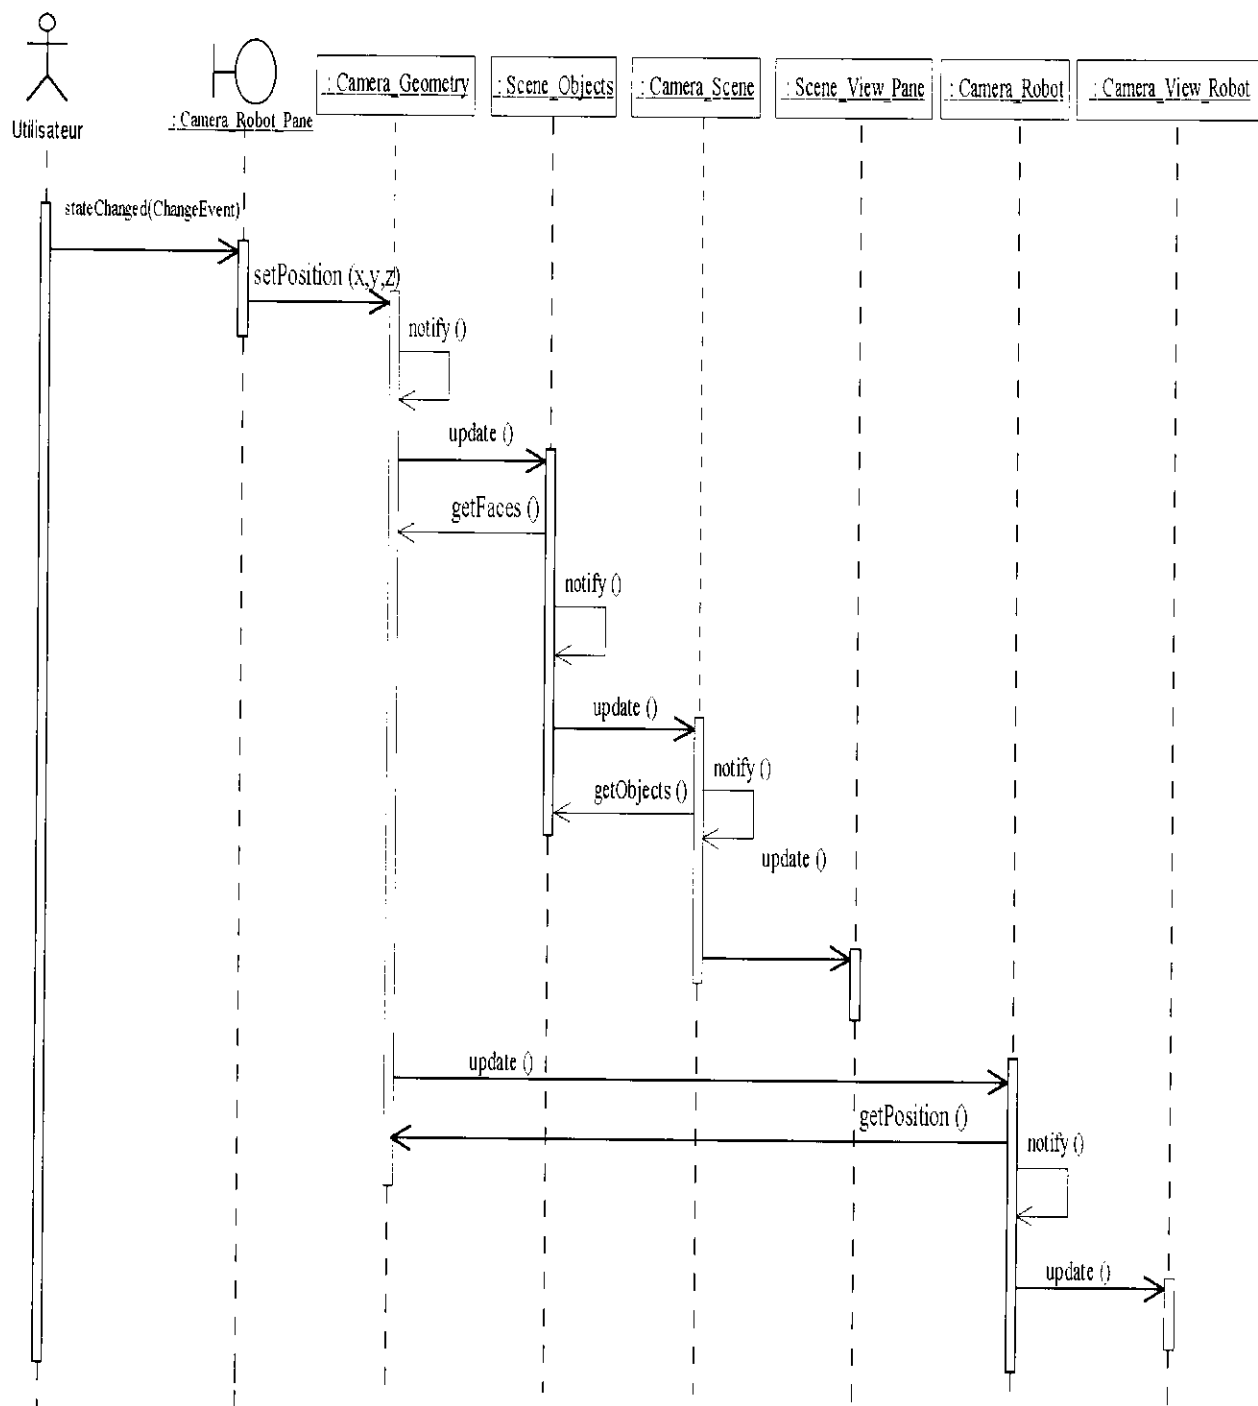 : Camera_Geometry
: Scene_Objects
: Camera_Scene
: Scene_View_Pane
: Camera_Robot
: Camera_View_Robot
Utilisateur
: Camera_Robot_Pane
stateChanged(ChangeEvent)
setPosition (x,y,z)
notify ()
update ()
getFaces ()
notify ()
update ()
notify ()
getObjects ()
update ()
update ()
getPosition ()
notify ()
update ()